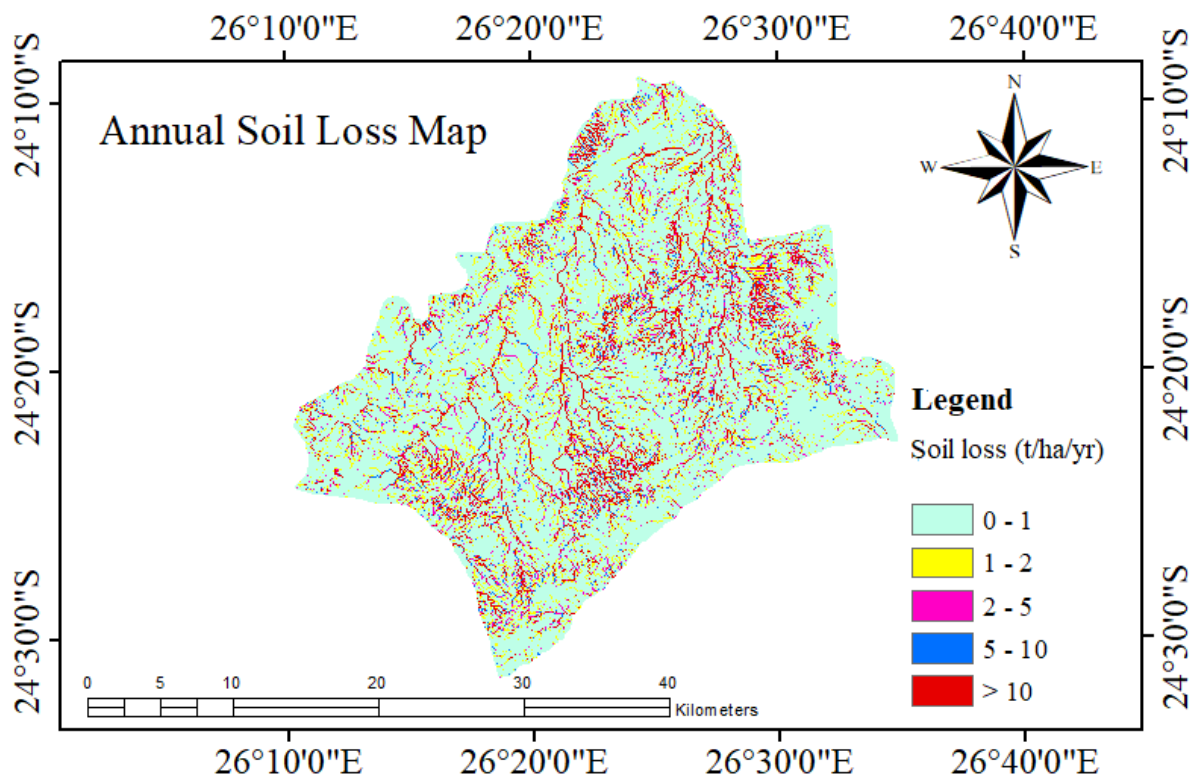 26°10'0"E 26°20'0"E 26°30'0"E 26°40'0"E
24°10'0"S
24°10'0"S
Annual Soil Loss Map
N
W E
S
24°20'0"S
24°20'0"S
Legend
Soil loss (t/ha/yr)
0 - 1
1 - 2
2 - 5
5 - 10
> 10
24°30'0"S
24°30'0"S
0 5 10 20 30 40
Kilometers
26°10'0"E 26°20'0"E 26°30'0"E 26°40'0"E